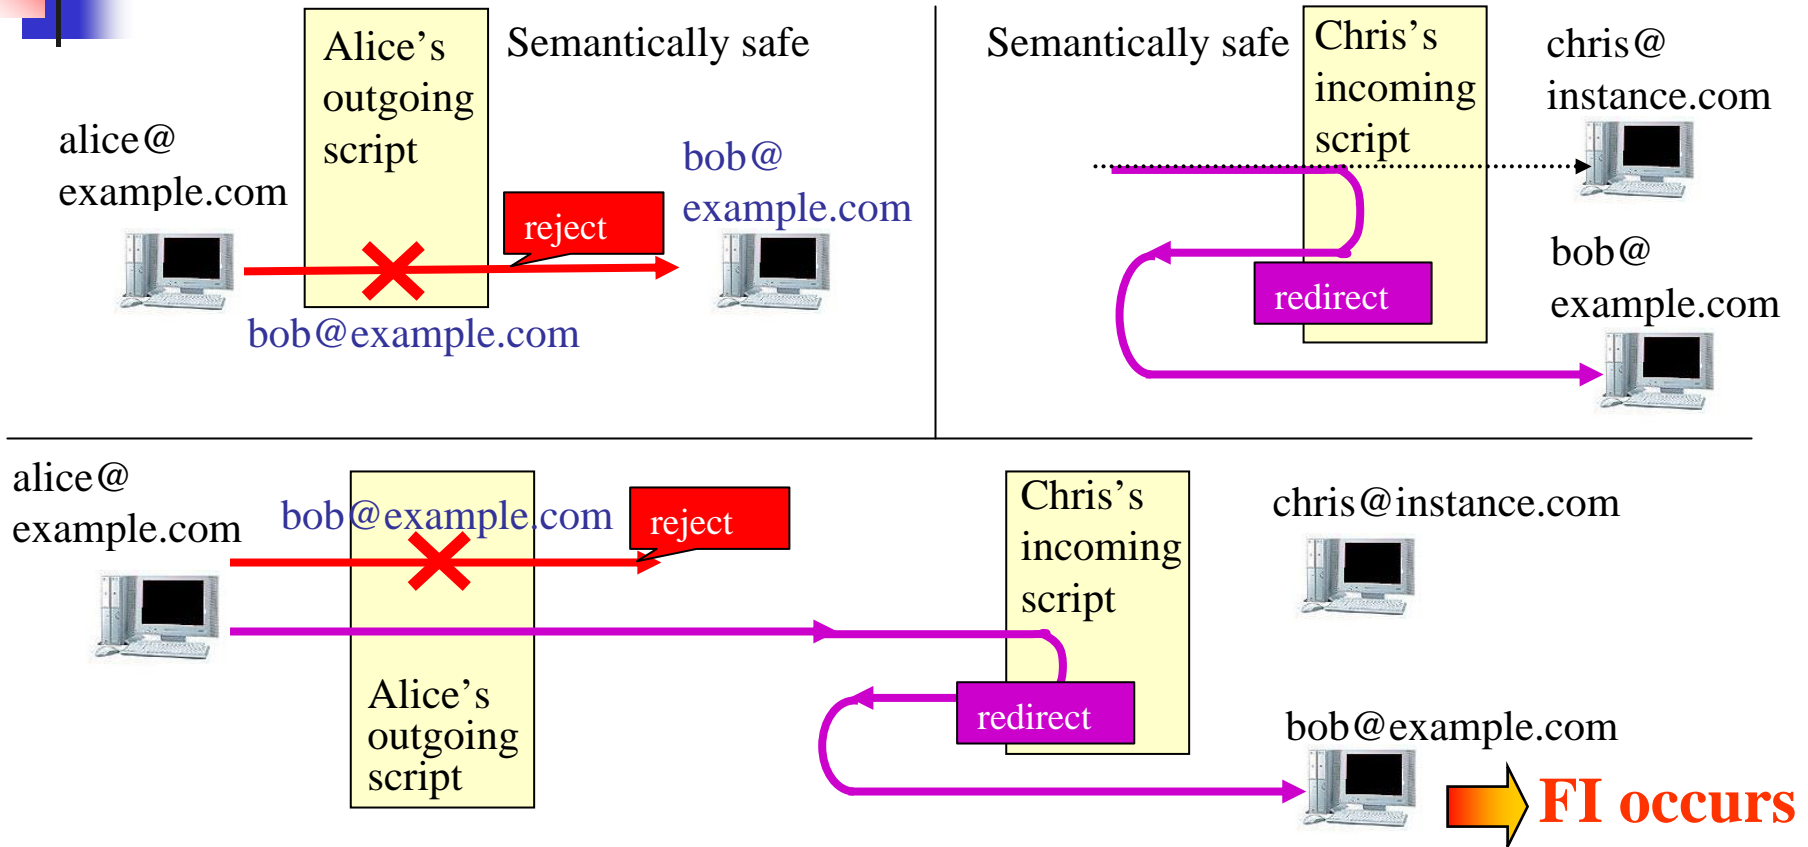 Alice’s
outgoing
script
Semantically safe
alice@
example.com
bob@
example.com
reject
bob@example.com
Semantically safe
Chris’s
incoming
script
chris@
instance.com
bob@
example.com
redirect
alice@
example.com
bob@example.com
reject
Alice’s
outgoing
script
Chris’s
incoming
script
redirect
chris@instance.com
bob@example.com
FI occurs